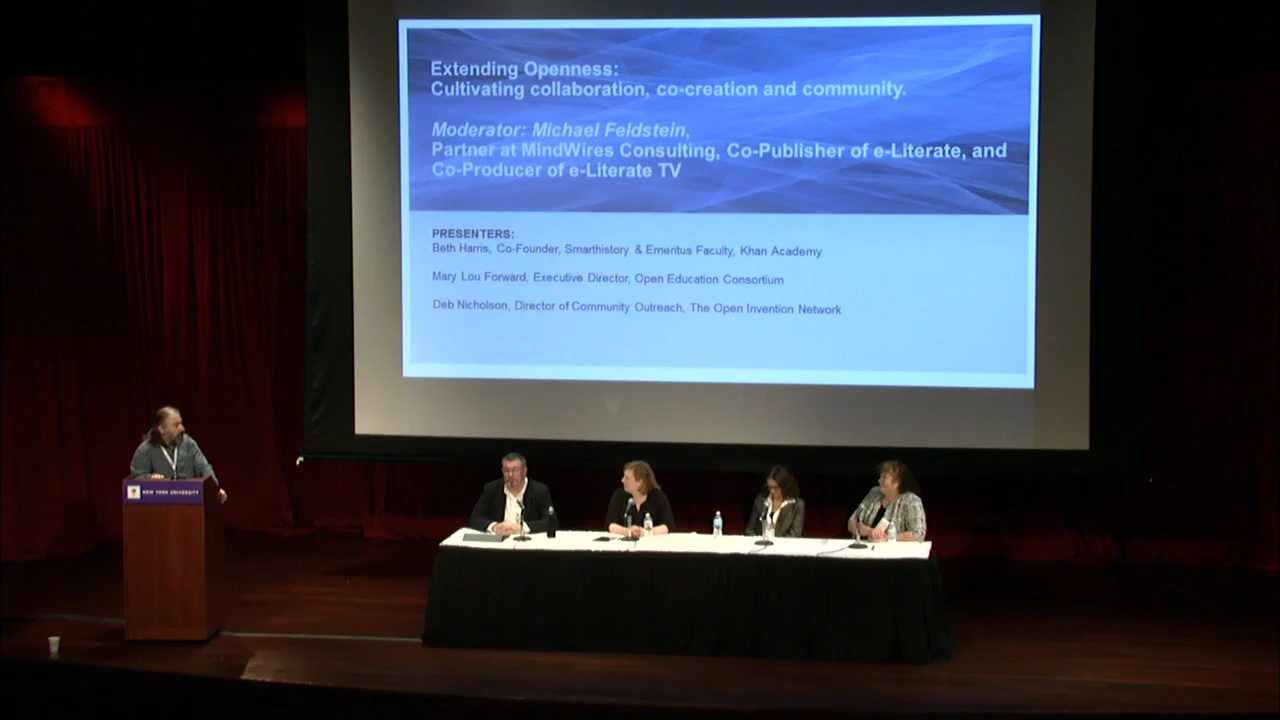 Extending Openness:
Cultivating collaboration, co-creation and community.
Moderator: Michael Feldstein,
Partner at MindWires Consulting, Co-Publisher of e-Literate, and
Co-Producer of e-Literate TV
PRESENTERS:
Beth Harris, Co-Founder, Smarthistory & Emeritus Faculty, Khan Academy
Mary Lou Forward, Executive Director, Open Education Consortium
Deb Nicholson, Director of Community Outreach, The Open Invention Network
NEW YORK UNIVERSITY